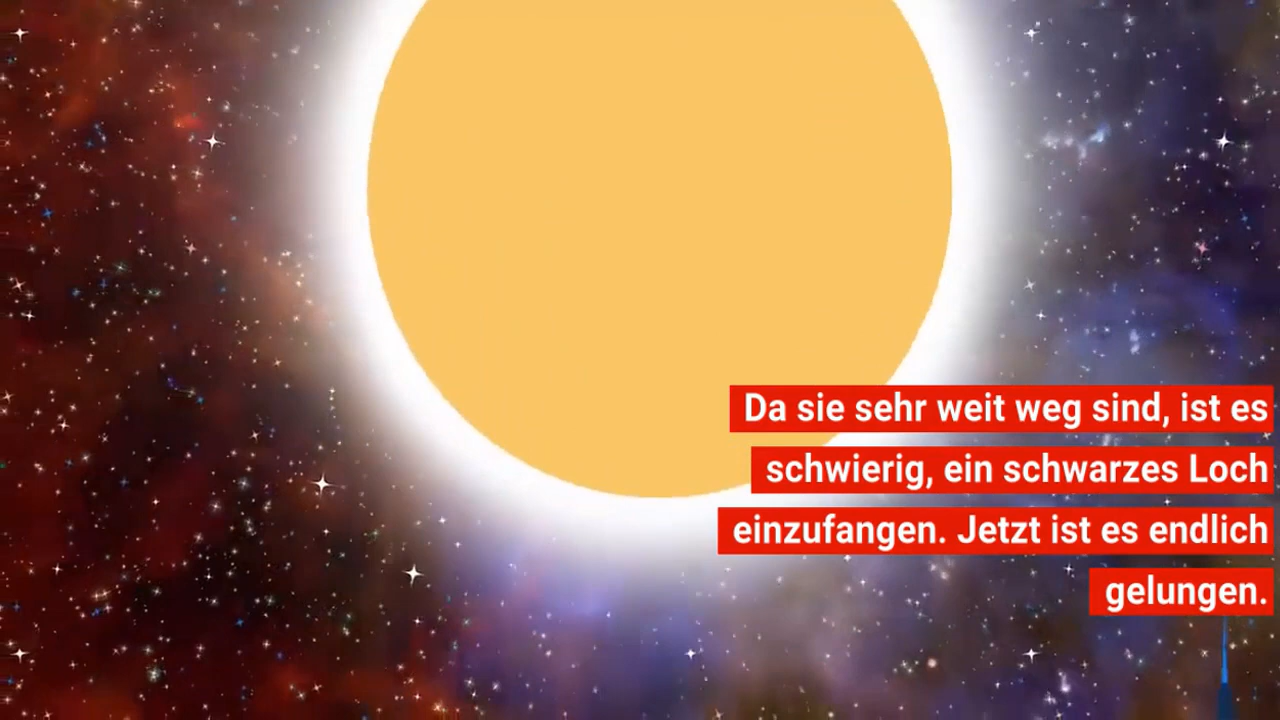 Da sie sehr weit weg sind, ist es
schwierig, ein schwarzes Loch
einzufangen. Jetzt ist es endlich
gelungen.